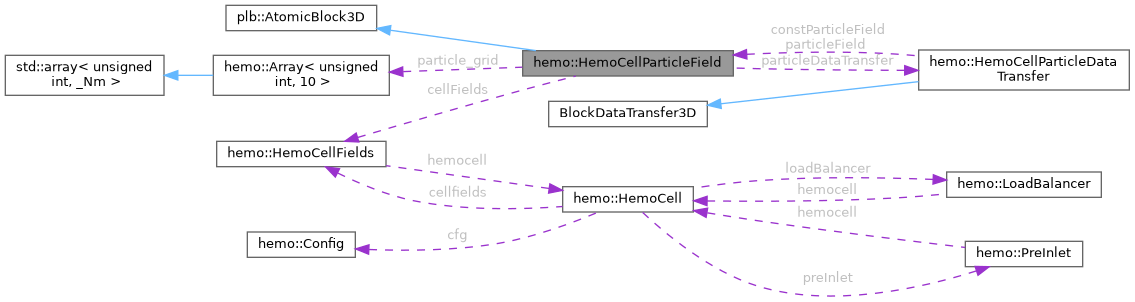 plb::AtomicBlock3D
constParticleField
particleField
std::array< unsigned
int, _Nm >
hemo::Array< unsigned
int, 10 >
particle_grid
hemo::HemoCellParticleField
particleDataTransfer
hemo::HemoCellParticleData
Transfer
cellFields
BlockDataTransfer3D
hemo::HemoCellFields
hemocell
cellfields
hemo::HemoCell
loadBalancer
hemocell
hemo::LoadBalancer
hemocell
cfg
hemo::Config
hemo::PreInlet
preInlet